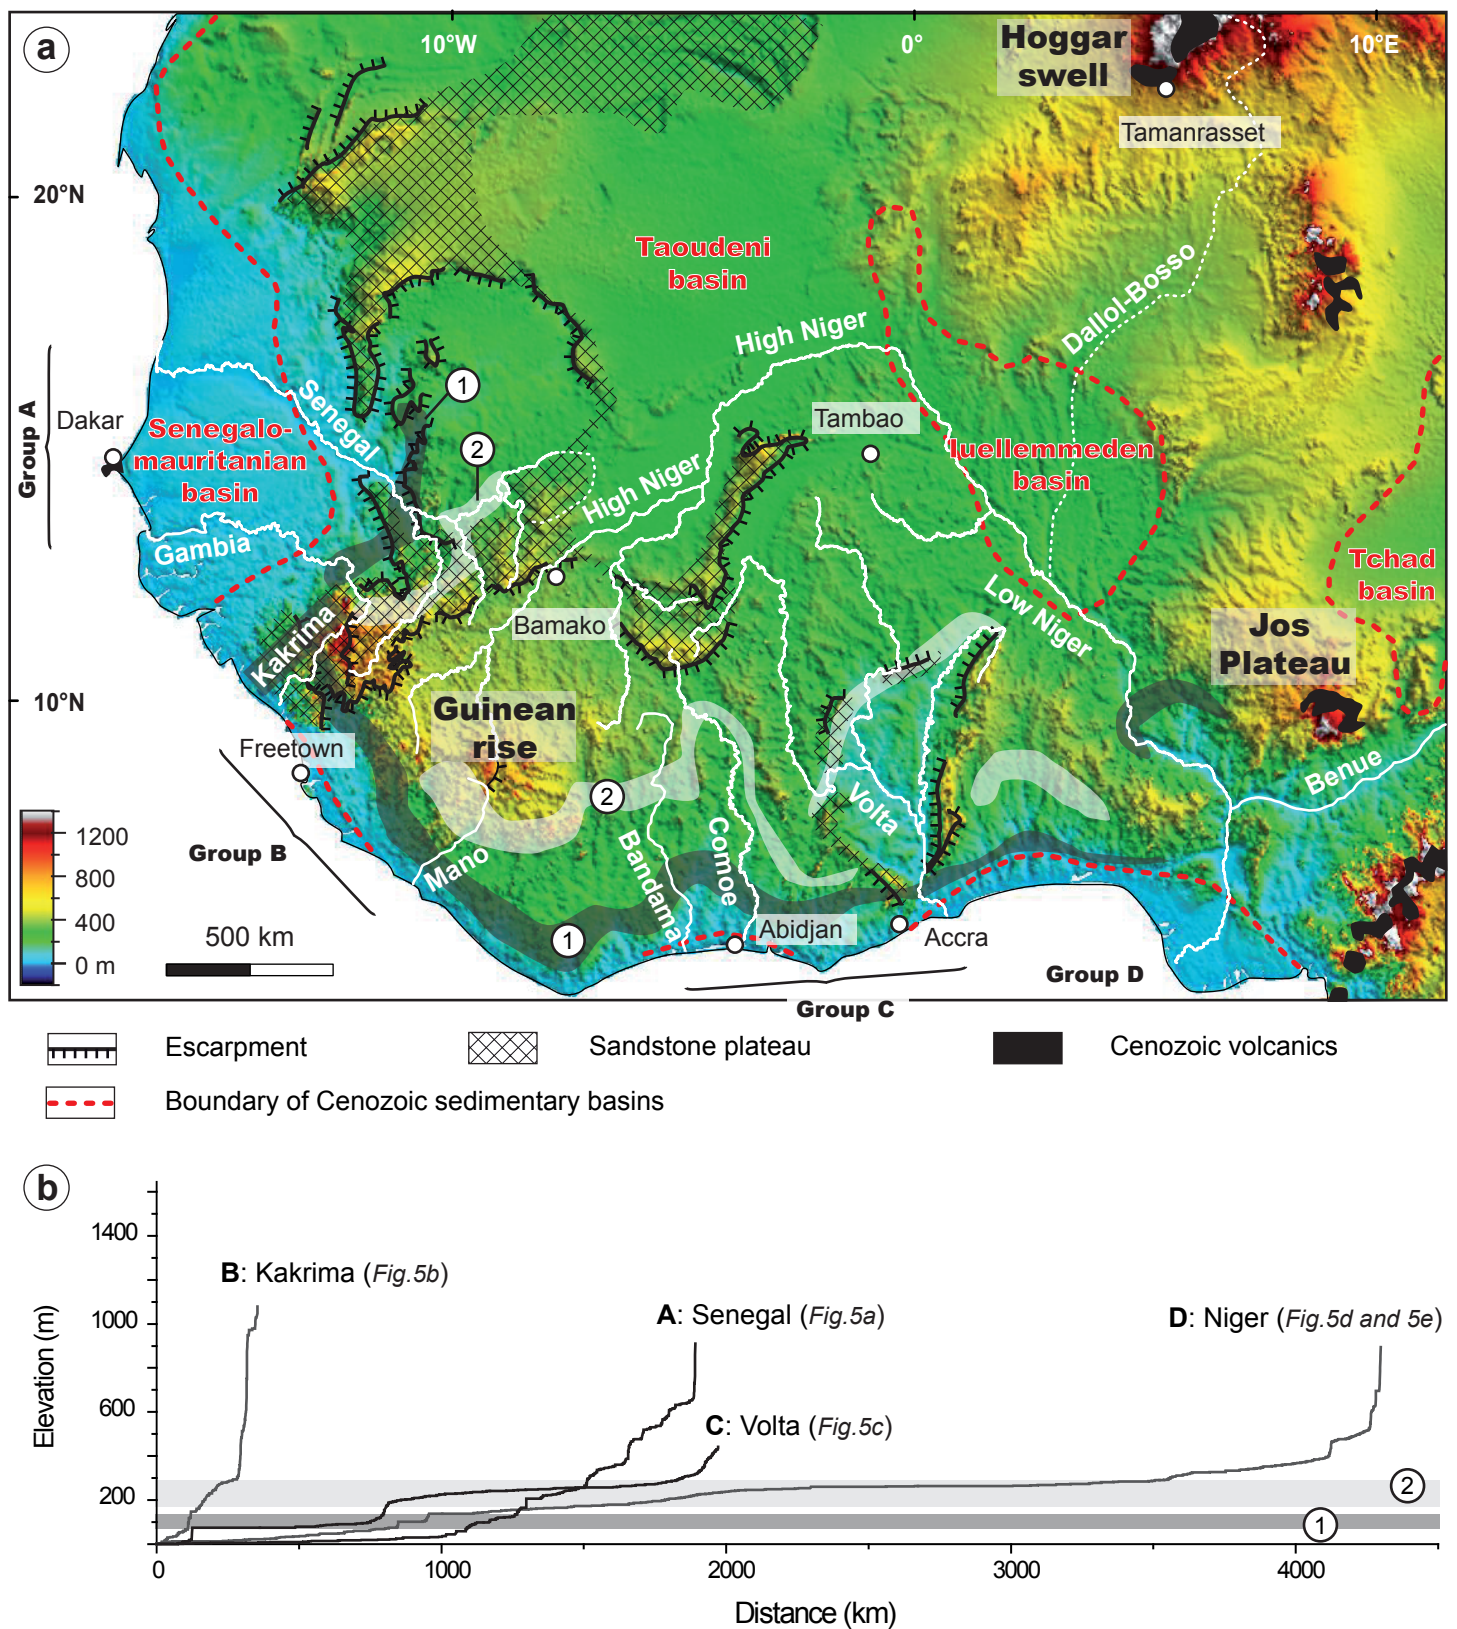 a
10°W
0°
10°E
Hoggar
swell
Tamanrasset
20°N
Taoudeni
basin
Dallol-Bosso
High Niger
1
Group A
Dakar
Senegal
Senegalo-
mauritanian
basin
2
Tambao
Iuellemmeden
basin
High Niger
Gambia
Tchad
basin
Low Niger
Kakrima
Bamako
Jos
Plateau
10°N
Guinean
rise
Freetown
Benue
2
Volta
1200
800
400
0 m
Group B
Mano
Bandama
Comoe
500 km
1
Abidjan
Accra
Group D
Group C
Escarpment
Sandstone plateau
Cenozoic volcanics
Boundary of Cenozoic sedimentary basins
b
1400
B: Kakrima (Fig.5b)
A: Senegal (Fig.5a)
D: Niger (Fig.5d and 5e)
1000
Elevation (m)
600
C: Volta (Fig.5c)
200
2
1
0
1000
2000
3000
4000
Distance (km)